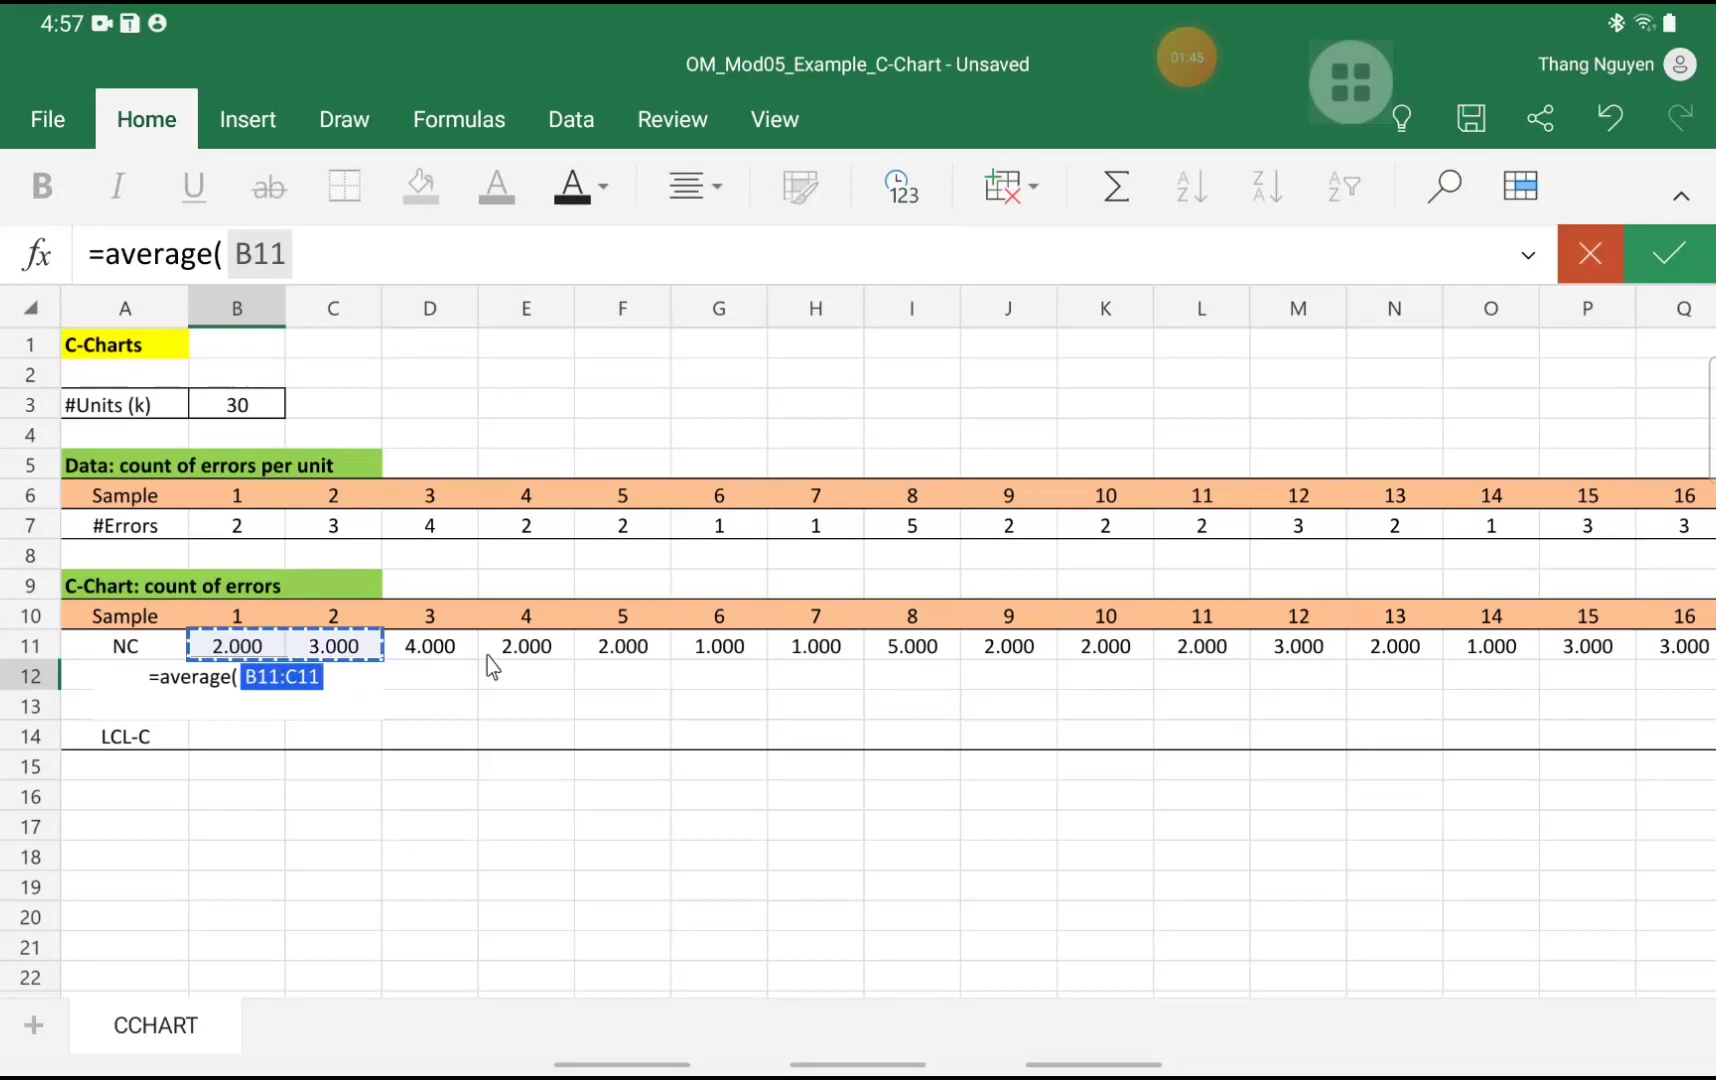 4:57
01:45
OM_Mod05_Example_C-Chart - Unsaved
Thang Nguyen
File Home Insert Draw Formulas Data Review View
B I U ab A A 123 A Z Z A A Z
fx =average( B11
A B C D E F G H I J K L M N O P Q
1 C-Charts
2
3 #Units (k) 30
4
5 Data: count of errors per unit
6 Sample 1 2 3 4 5 6 7 8 9 10 11 12 13 14 15 16
7 #Errors 2 3 4 2 2 1 1 5 2 2 2 3 2 1 3 3
8
9 C-Chart: count of errors
10 Sample 1 2 3 4 5 6 7 8 9 10 11 12 13 14 15 16
11 NC 2.000 3.000 4.000 2.000 2.000 1.000 1.000 5.000 2.000 2.000 2.000 3.000 2.000 1.000 3.000 3.000
12 =average( B11:C11
13
14 LCL-C
15
16
17
18
19
20
21
22
CCHART